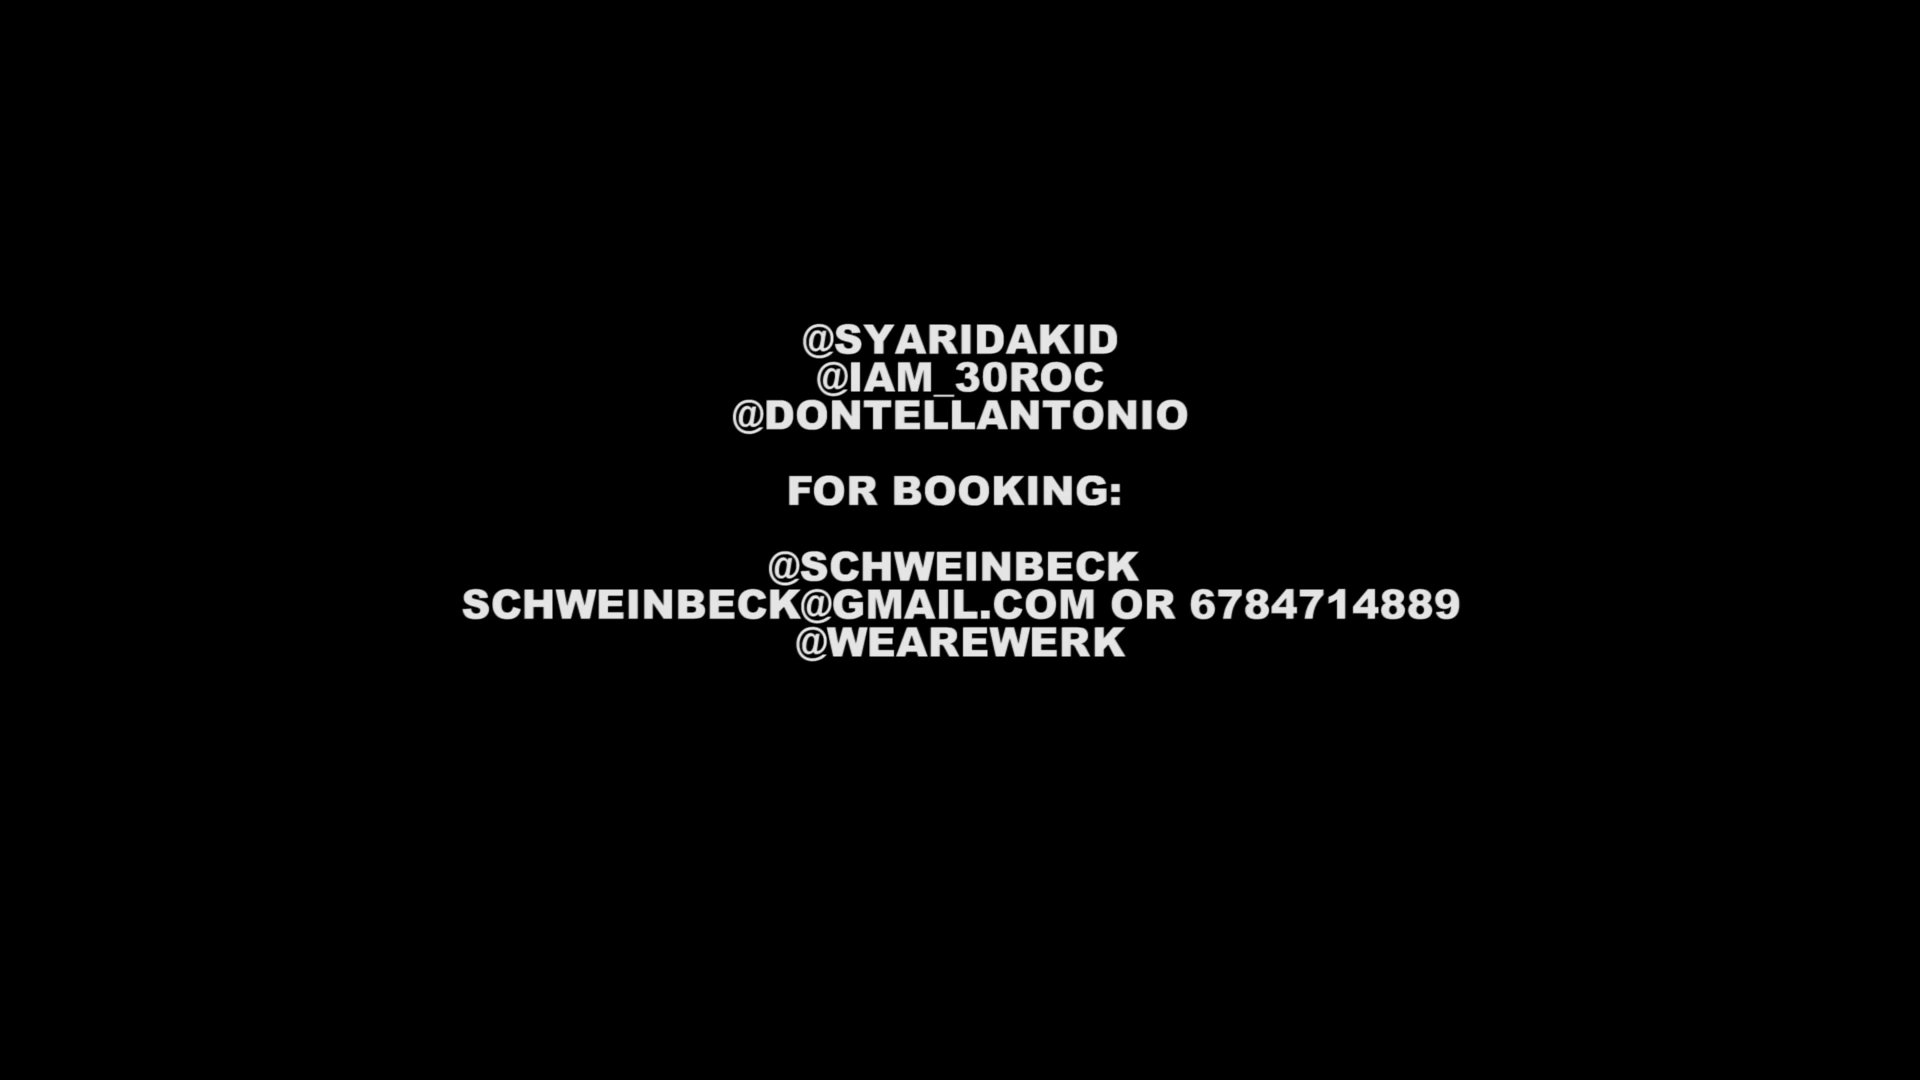 @SYARIDAKID
@IAM_30ROC
@DONTELLANTONIO
FOR BOOKING:
@SCHWEINBECK
SCHWEINBECK@GMAIL.COM OR 6784714889
@WEAREWERK